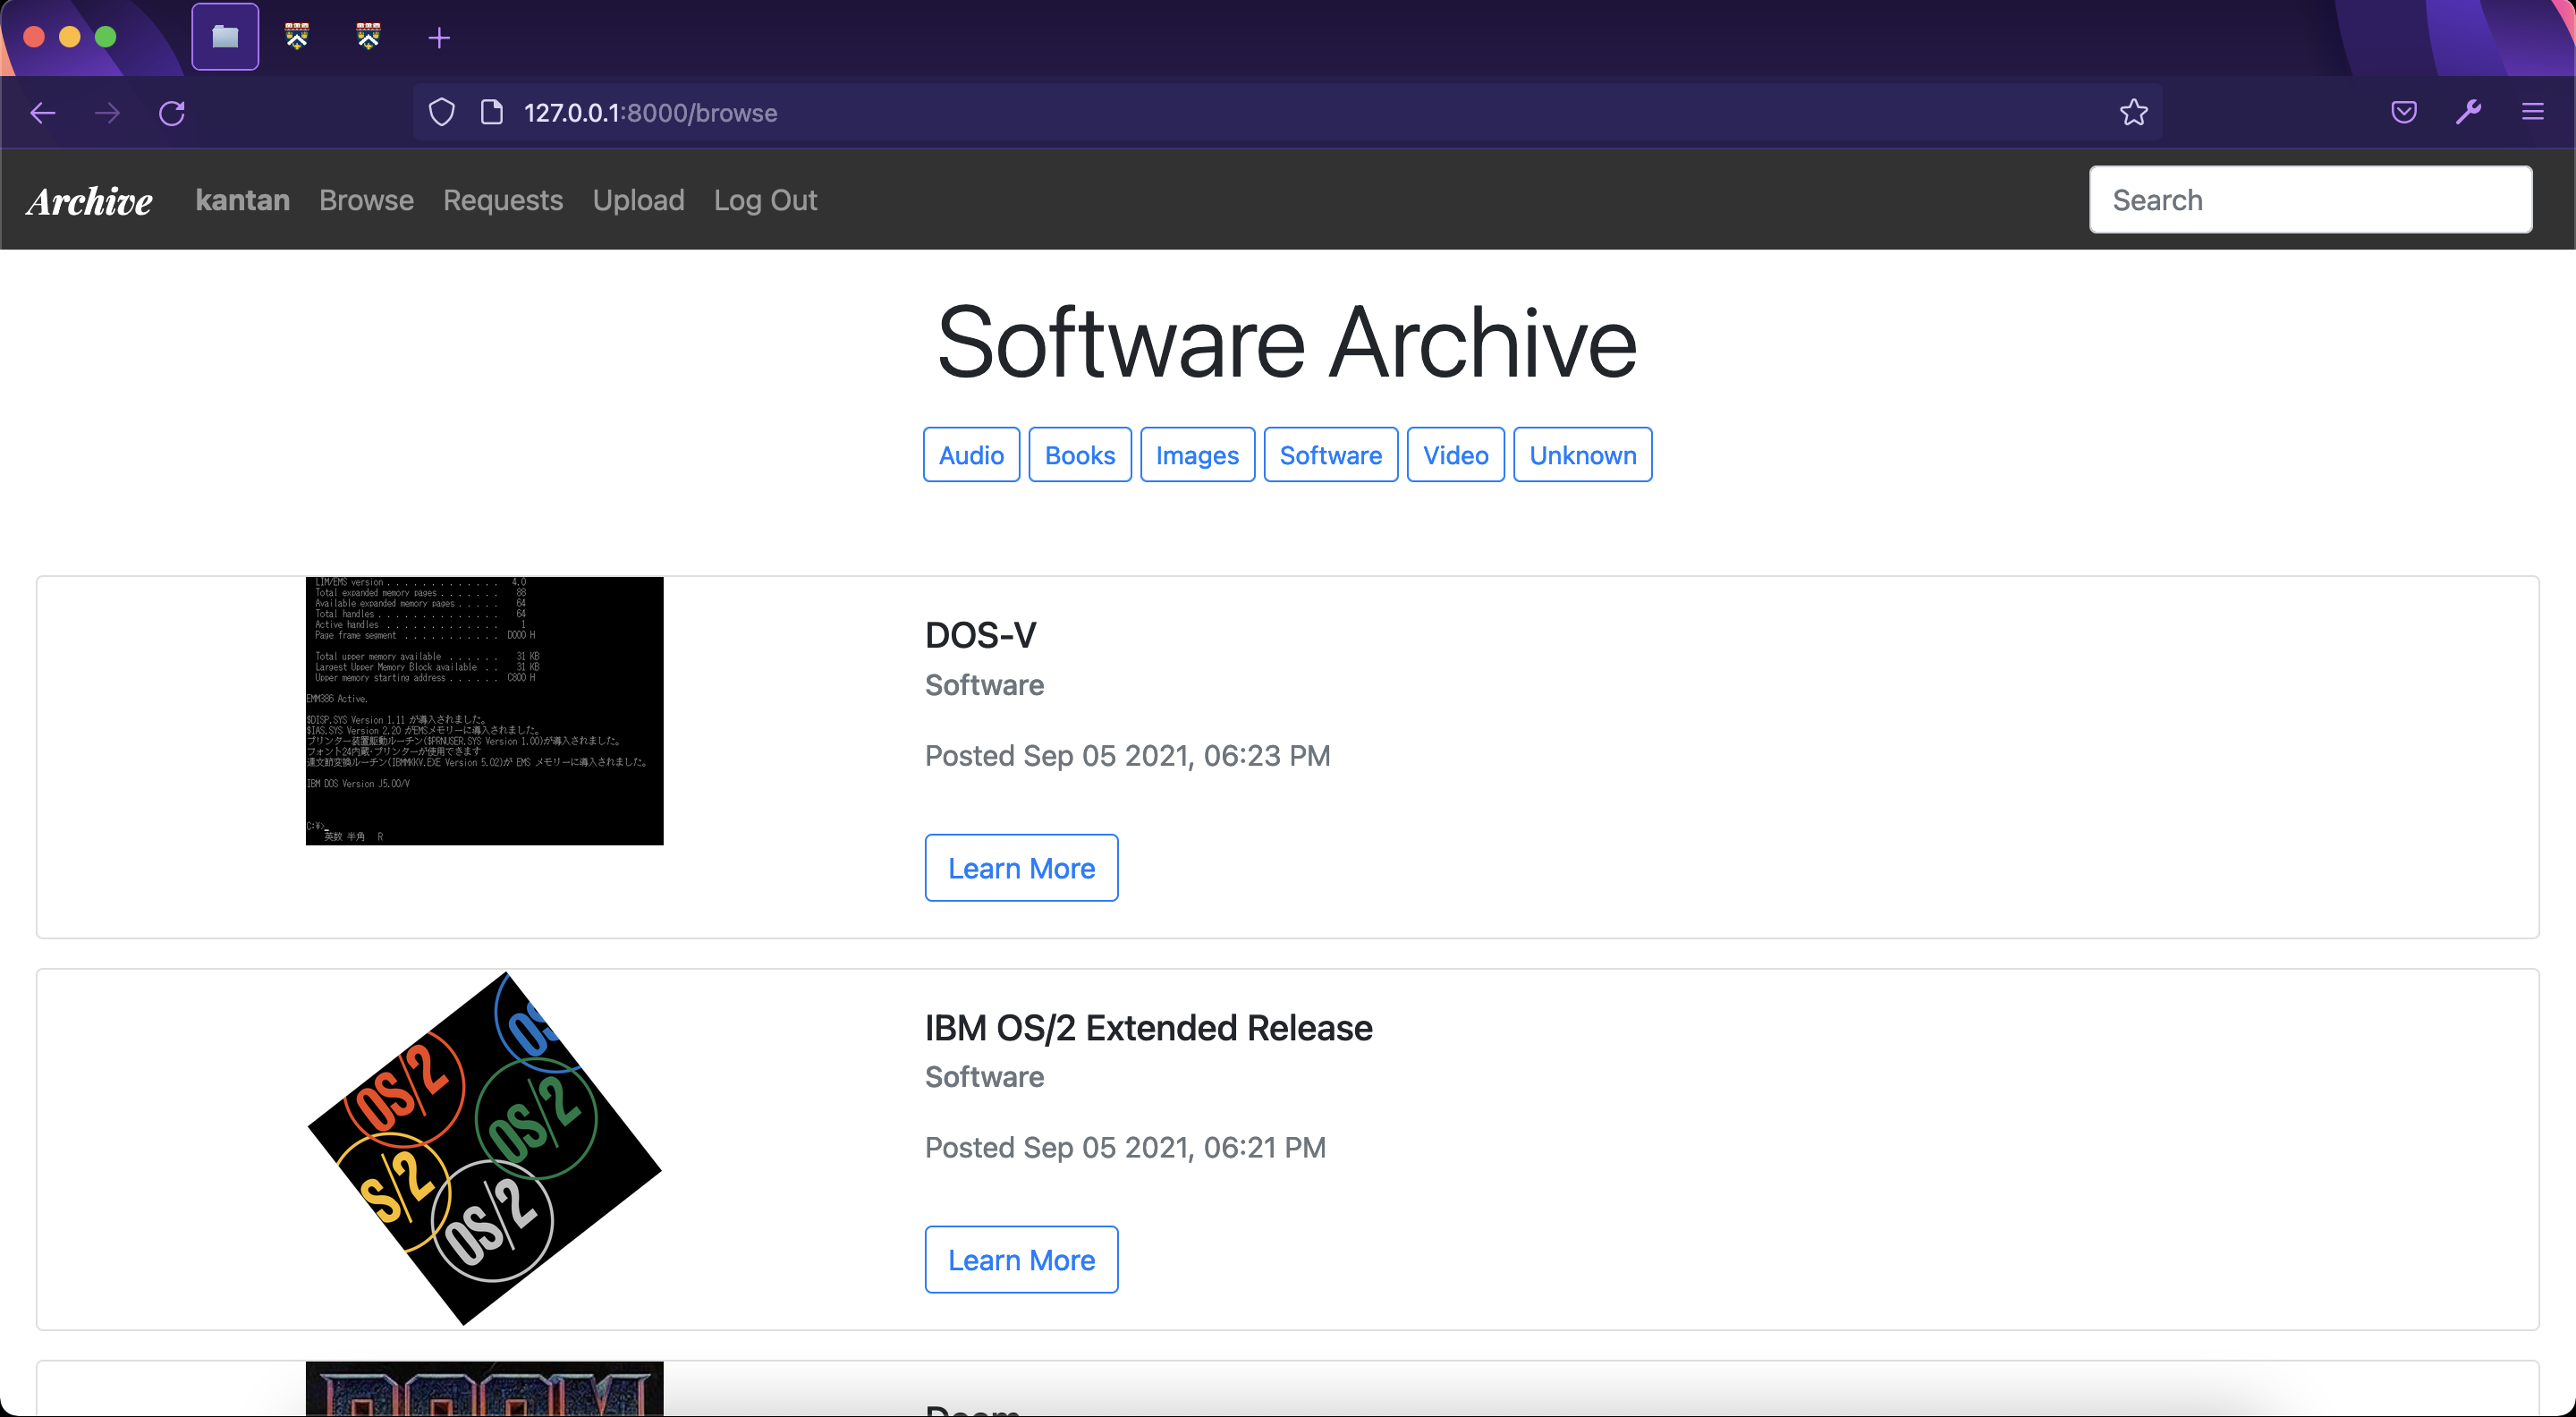 127.0.0.1:8000/browse
Archive kantan Browse Requests Upload Log Out Search
Software Archive
Audio Books Images Software Video Unknown
LIM/EMS version . . . . . . . . . . . . . 4.0
Total expanded memory pages . . . . . . . 88
Available expanded memory pages . . . . . 64
Total handles . . . . . . . . . . . . . . 64
Active handles . . . . . . . . . . . . . 1
Page frame segment . . . . . . . . . . . D000 H
Total upper memory available . . . . . . 31 KB
Largest Upper Memory Block available . . 31 KB
Upper memory starting address . . . . . . C800 H
EMM386 Active.
$DISP.SYS Version 1.11 が導入されました。
$IAS.SYS Version 2.20 がEMSメモリーに導入されました。
プリンター装置駆動ルーチン($PRNUSER.SYS Version 1.00)が導入されました。
フォント24内蔵・プリンターが使用できます
連文節変換ルーチン(IBMMKKV.EXE Version 5.02)が EMS メモリーに導入されました。
IBM DOS Version J5.00/V
C:¥>_
英数 半角 R
DOS-V
Software
Posted Sep 05 2021, 06:23 PM
Learn More
OS
OS/2
OS/2
S/2
OS/2
IBM OS/2 Extended Release
Software
Posted Sep 05 2021, 06:21 PM
Learn More
DOOM
Doom